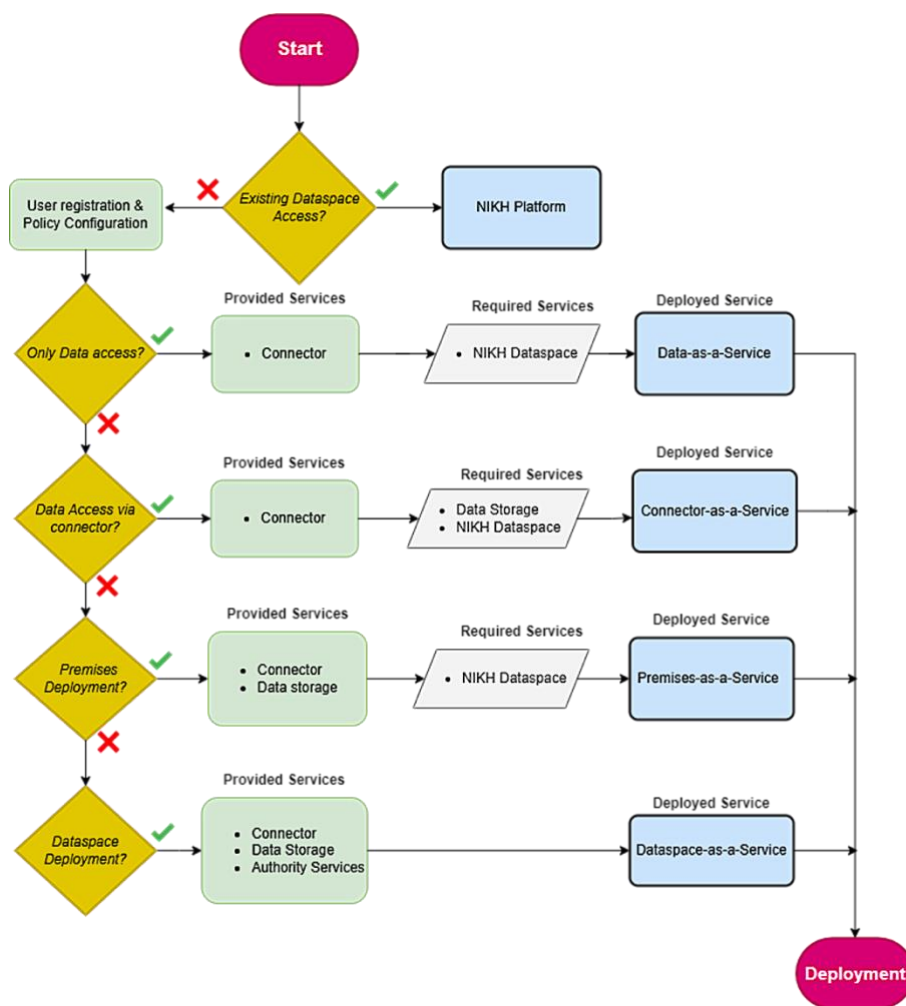 Start
Existing Dataspace
Access?
User registration &
Policy Configuration
NIKH Platform
Provided Services
Required Services
Deployed Service
Only Data access?
• Connector
• NIKH Dataspace
Data-as-a-Service
Provided Services
Required Services
Deployed Service
Data Access via
connector?
• Connector
• Data Storage
• NIKH Dataspace
Connector-as-a-Service
Provided Services
Required Services
Deployed Service
Premises
Deployment?
• Connector
• Data storage
• NIKH Dataspace
Premises-as-a-Service
Provided Services
Deployed Service
Dataspace
Deployment?
• Connector
• Data Storage
• Authority Services
Dataspace-as-a-Service
Deployment